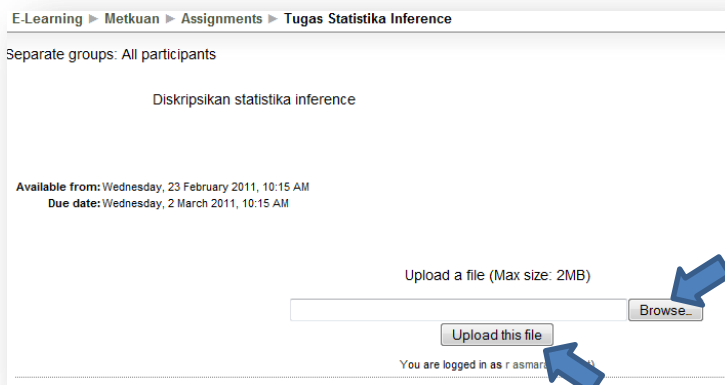 E-Learning ► Metkuan ► Assignments ► Tugas Statistika Inference
Separate groups: All participants
Diskripsikan statistika inference
Available from: Wednesday, 23 February 2011, 10:15 AM
Due date: Wednesday, 2 March 2011, 10:15 AM
Upload a file (Max size: 2MB)
Browse...
Upload this file
You are logged in as r asmara